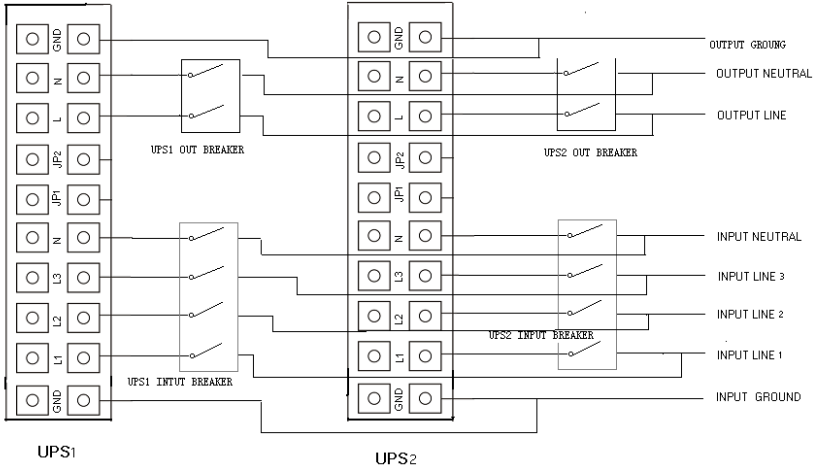 GND
N
L
JP2
JP1
N
L3
L2
L1
GND
UPS1 OUT BREAKER
UPS1 INTUT BREAKER
UPS1
GND
N
L
JP2
JP1
N
L3
L2
L1
GND
UPS2 OUT BREAKER
UPS2 INPUT BREAKER
UPS2
OUTPUT GROUNG
OUTPUT NEUTRAL
OUTPUT LINE
INPUT NEUTRAL
INPUT LINE 3
INPUT LINE 2
INPUT LINE 1
INPUT GROUND